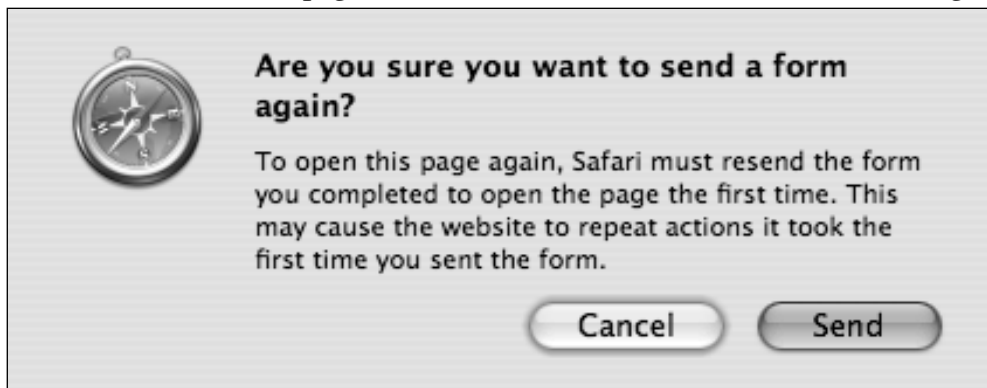 Are you sure you want to send a form
again?
To open this page again, Safari must resend the form
you completed to open the page the first time. This
may cause the website to repeat actions it took the
first time you sent the form.
Cancel
Send